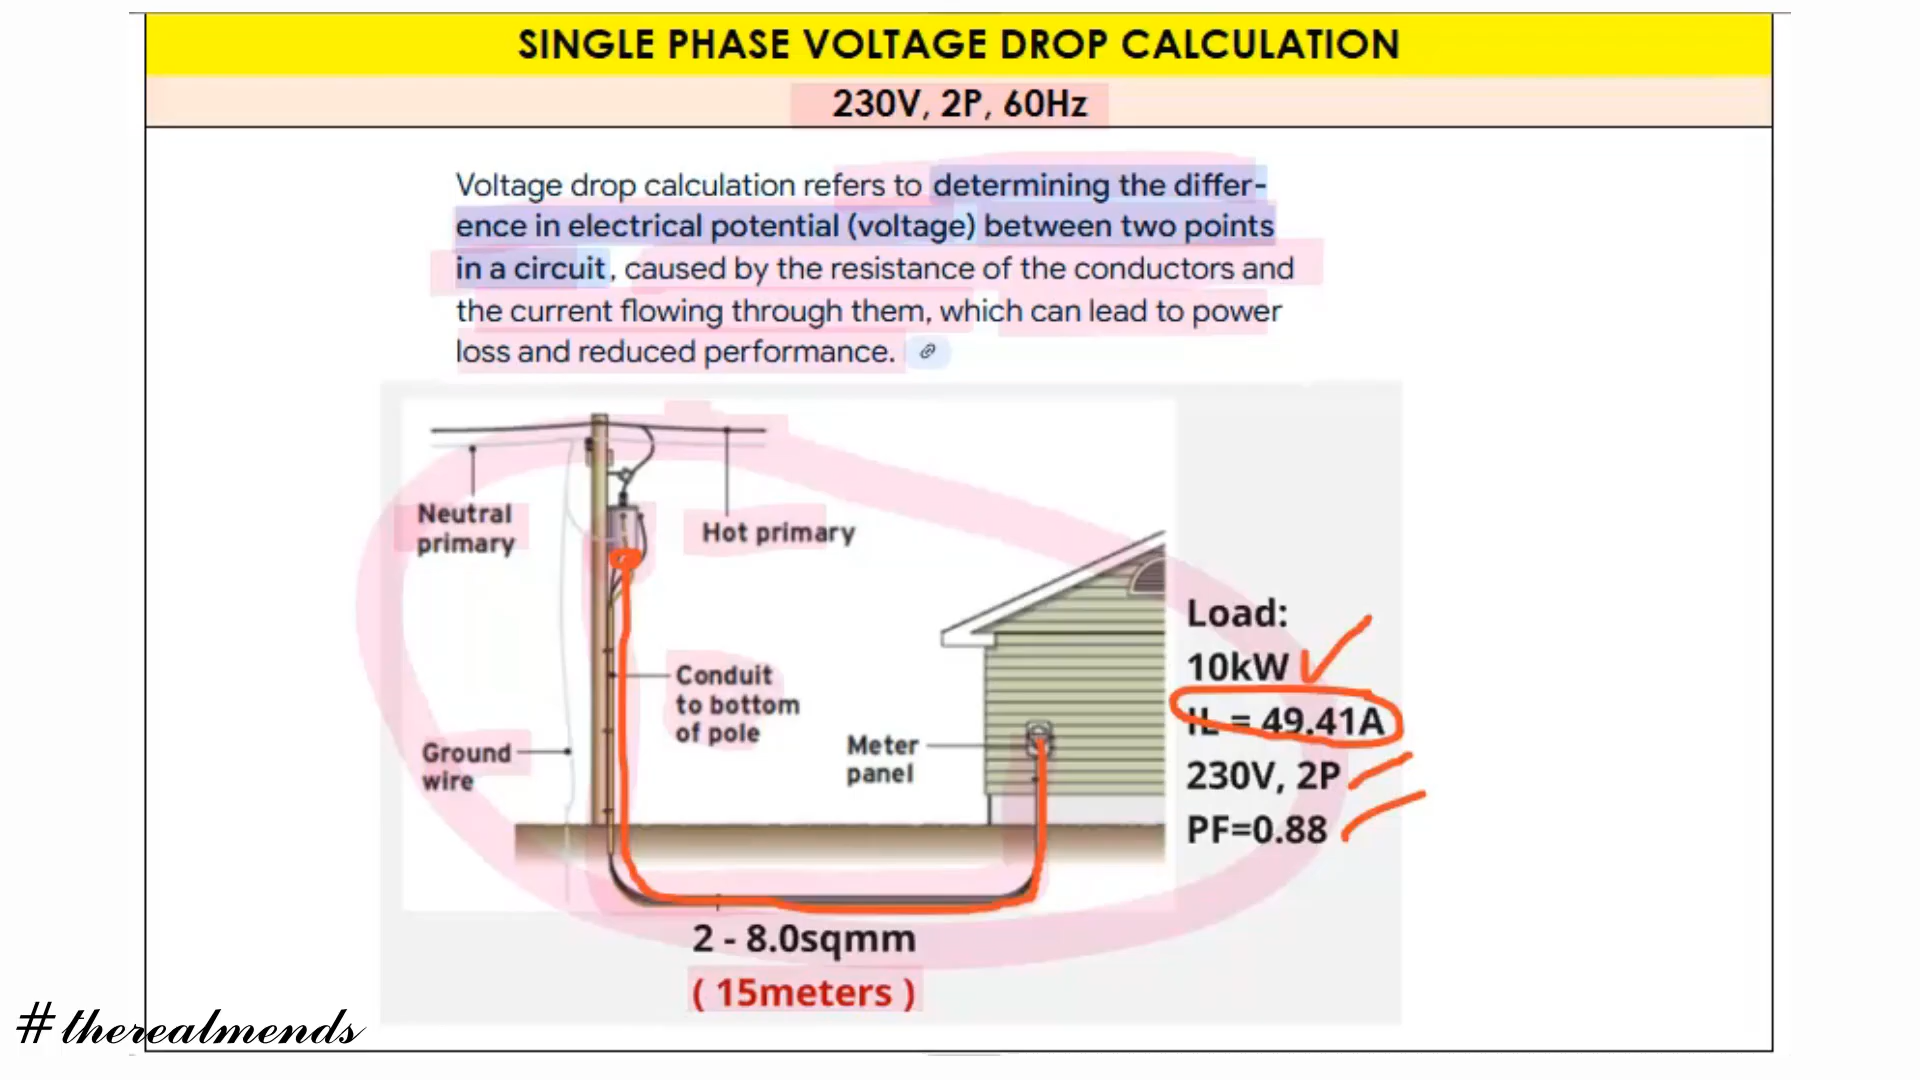 SINGLE PHASE VOLTAGE DROP CALCULATION
230V, 2P, 60Hz
Voltage drop calculation refers to determining the differ-
ence in electrical potential (voltage) between two points
in a circuit, caused by the resistance of the conductors and
the current flowing through them, which can lead to power
loss and reduced performance.
Neutral
primary
Hot primary
Conduit
to bottom
of pole
Ground
wire
Meter
panel
Load:
10kW
IL = 49.41A
230V, 2P
PF=0.88
2 - 8.0sqmm
( 15meters )
#therealmends